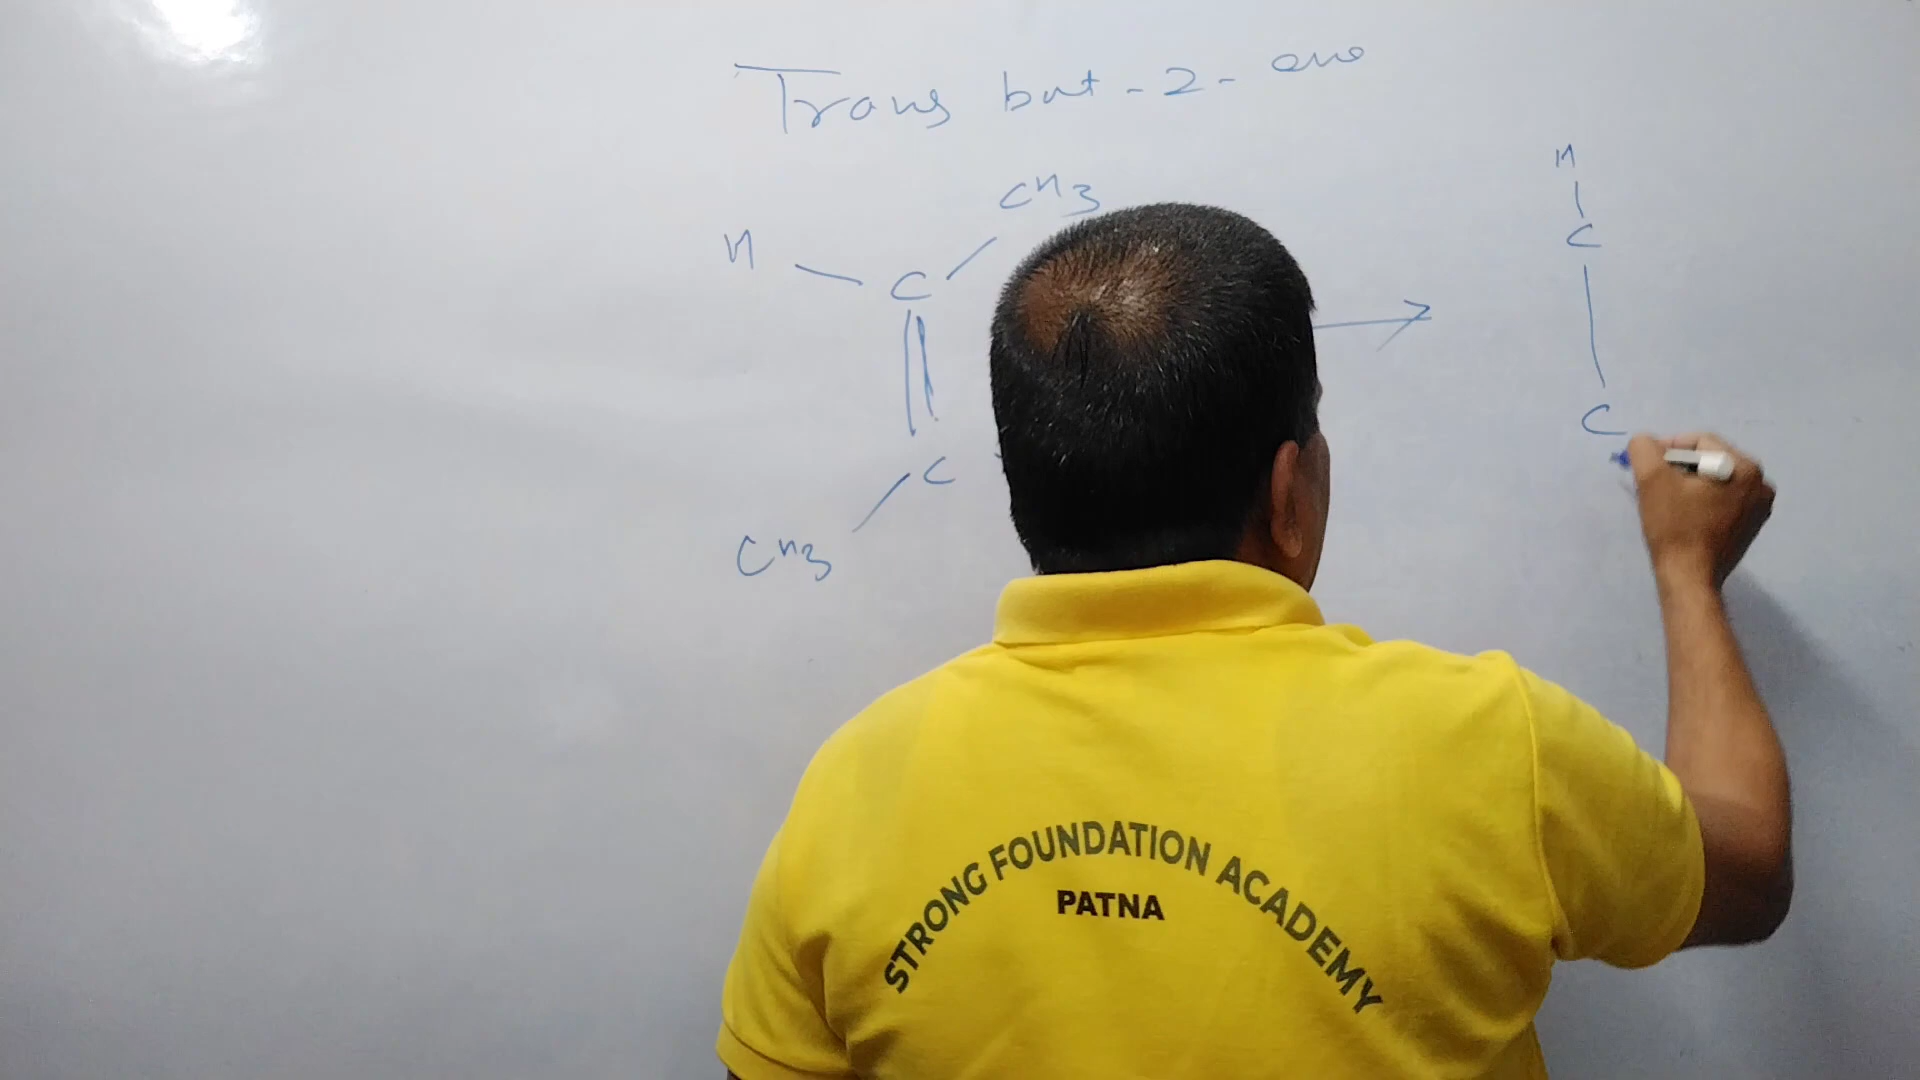 Trans but-2-ene
CH3
H
H
C
C
C
C
CH3
STRONG FOUNDATION ACADEMY
PATNA